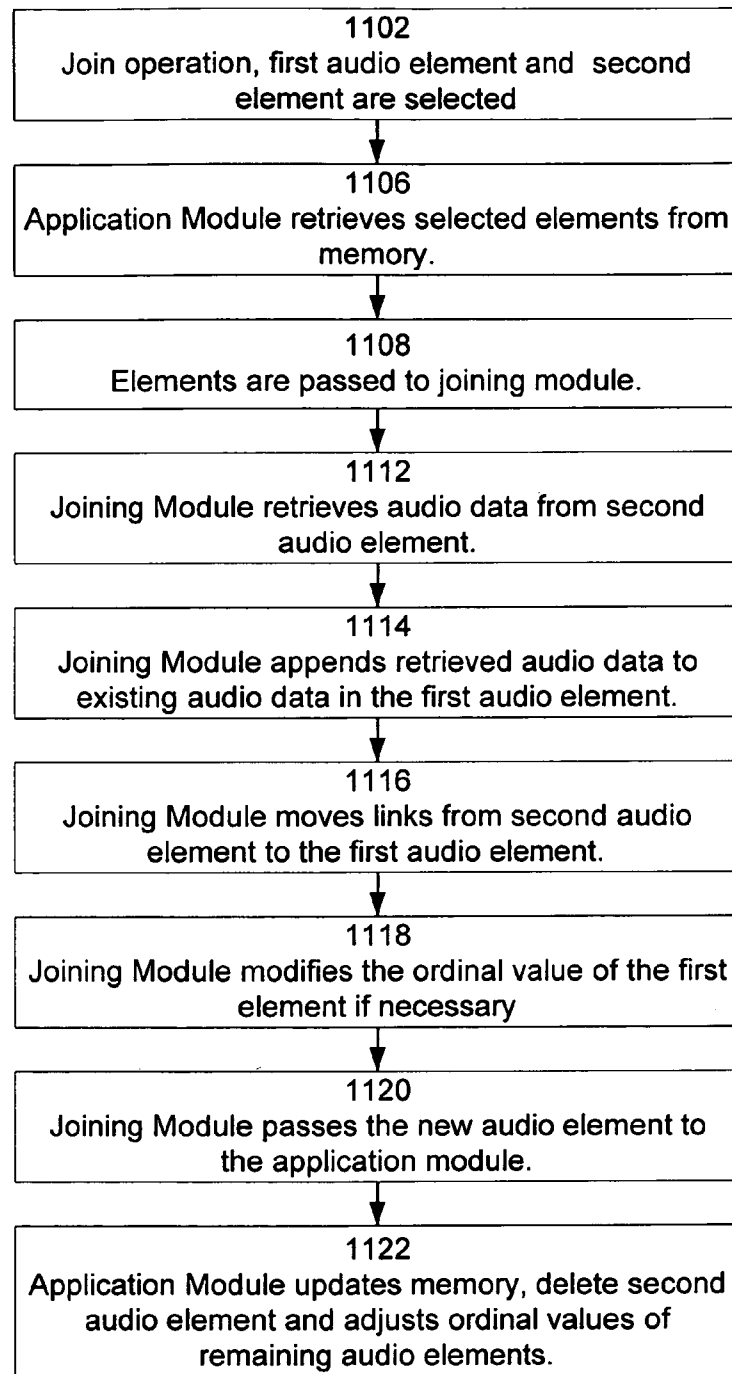 1102
Join operation, first audio element and second
element are selected
1106
Application Module retrieves selected elements from
memory.
1108
Elements are passed to joining module.
1112
Joining Module retrieves audio data from second
audio element.
1114
Joining Module appends retrieved audio data to
existing audio data in the first audio element.
1116
Joining Module moves links from second audio
element to the first audio element.
1118
Joining Module modifies the ordinal value of the first
element if necessary
1120
Joining Module passes the new audio element to
the application module.
1122
Application Module updates memory, delete second
audio element and adjusts ordinal values of
remaining audio elements.